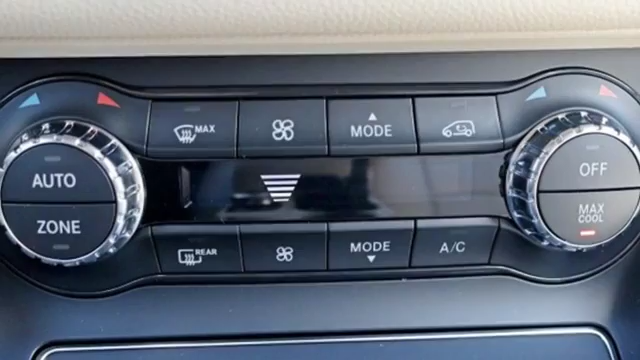 MAX
MODE
AUTO
ZONE
OFF
MAX
COOL
REAR
MODE
A/C